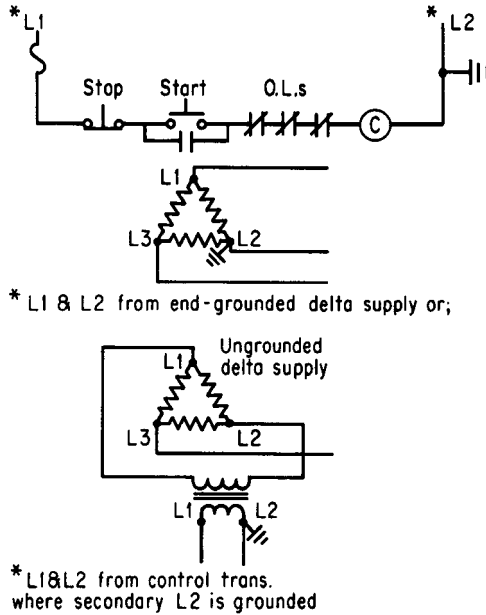 *L1
*L2
Stop
Start
O.L.s
C
L1
L3
L2
* L1 & L2 from end-grounded delta supply or;
Ungrounded
delta supply
L1
L3
L2
L1
L2
* L1&L2 from control trans.
where secondary L2 is grounded